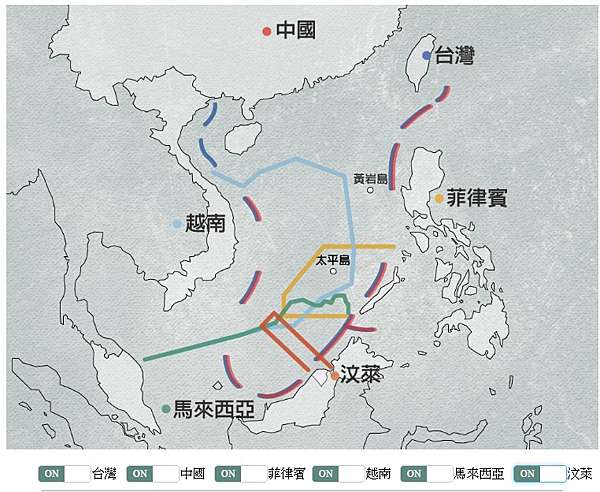 中國
台灣
黃岩島
菲律賓
越南
太平島
汶萊
馬來西亞
ON 台灣 ON 中國 ON 菲律賓 ON 越南 ON 馬來西亞 ON 汶萊